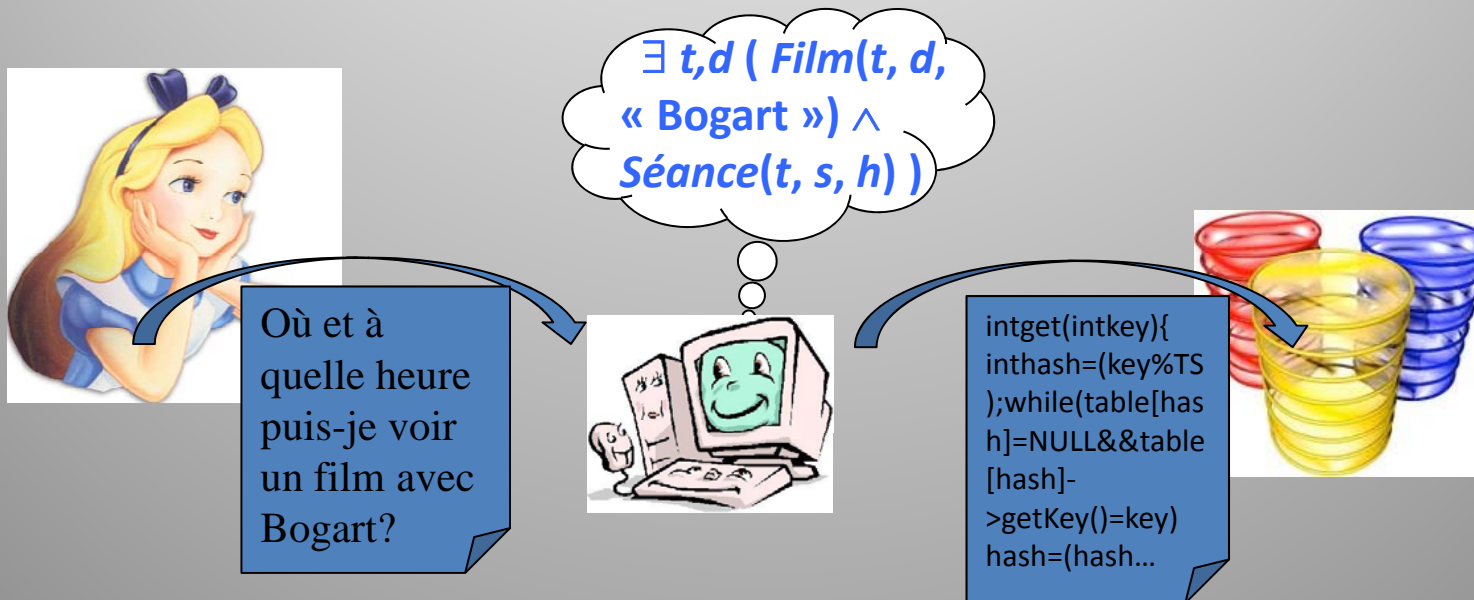 ∃ t,d ( Film(t, d,
« Bogart ») ∧
Séance(t, s, h) )
Où et à
quelle heure
puis-je voir
un film avec
Bogart?
intget(intkey){
inthash=(key%TS
);while(table[has
h]=NULL&&table
[hash]-
>getKey()=key)
hash=(hash…